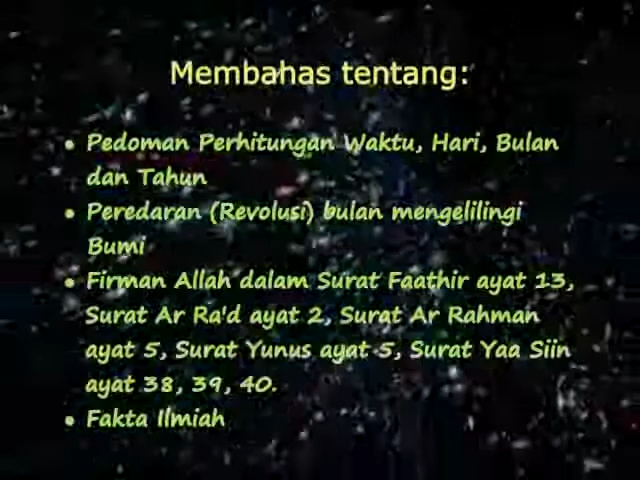 Membahas tentang:
• Pedoman Perhitungan Waktu, Hari, Bulan
dan Tahun
• Peredaran (Revolusi) bulan mengelilingi
Bumi
• Firman Allah dalam Surat Faathir ayat 13,
Surat Ar Ra'd ayat 2, Surat Ar Rahman
ayat 5, Surat Yunus ayat 5, Surat Yaa Siin
ayat 38, 39, 40.
• Fakta Ilmiah